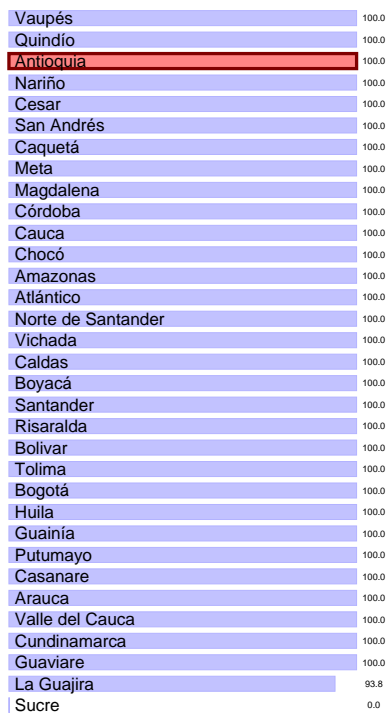 Vaupés 100.0
Quindío 100.0
Antioquia 100.0
Nariño 100.0
Cesar 100.0
San Andrés 100.0
Caquetá 100.0
Meta 100.0
Magdalena 100.0
Córdoba 100.0
Cauca 100.0
Chocó 100.0
Amazonas 100.0
Atlántico 100.0
Norte de Santander 100.0
Vichada 100.0
Caldas 100.0
Boyacá 100.0
Santander 100.0
Risaralda 100.0
Bolivar 100.0
Tolima 100.0
Bogotá 100.0
Huila 100.0
Guainía 100.0
Putumayo 100.0
Casanare 100.0
Arauca 100.0
Valle del Cauca 100.0
Cundinamarca 100.0
Guaviare 100.0
La Guajira 93.8
Sucre 0.0